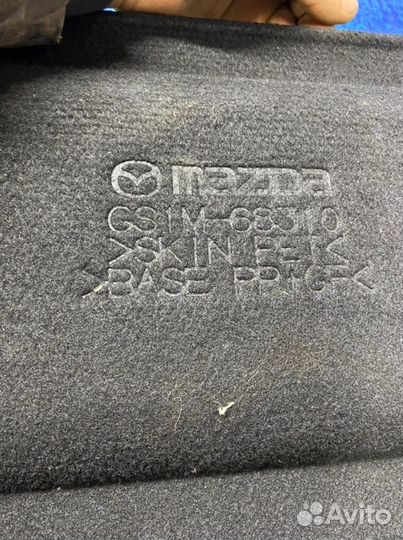 mazda
GS1M-68310
>SKIN PET<
>BASE PP+GF<
Avito